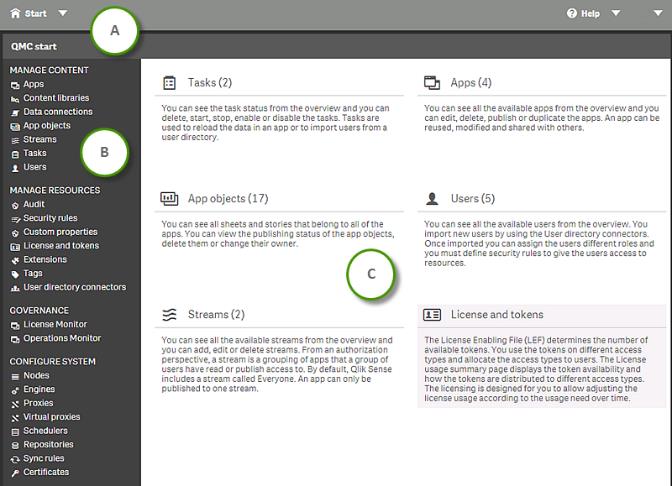 Start
Help
A
QMC start
MANAGE CONTENT
Apps
Content libraries
Data connections
App objects
Streams
Tasks
Users
B
MANAGE RESOURCES
Audit
Security rules
Custom properties
License and tokens
Extensions
Tags
User directory connectors
GOVERNANCE
License Monitor
Operations Monitor
CONFIGURE SYSTEM
Nodes
Engines
Proxies
Virtual proxies
Schedulers
Repositories
Sync rules
Certificates
Tasks (2)
You can see the task status from the overview and you can
delete, start, stop, enable or disable the tasks. Tasks are
used to reload the data in an app or to import users from a
user directory.
Apps (4)
You can see all the available apps from the overview and you
can edit, delete, publish or duplicate the apps. An app can be
reused, modified and shared with others.
App objects (17)
You can see all sheets and stories that belong to all of the
apps. You can view the publishing status of the app objects,
delete them or change their owner.
C
Users (5)
You can see all the available users from the overview. You
import new users by using the User directory connectors.
Once imported you can assign the users different roles and
you must define security rules to give the users access to
resources.
Streams (2)
You can see all the available streams from the overview and
you can add, edit or delete streams. From an authorization
perspective, a stream is a grouping of apps that a group of
users have read or publish access to. By default, Qlik Sense
includes a stream called Everyone. An app can only be
published to one stream.
License and tokens
The License Enabling File (LEF) determines the number of
available tokens. You use the tokens on different access
types and allocate the access types to users. The License
usage summary page displays the token availability and
how the tokens are distributed to different access types.
The licensing is designed for you to allow adjusting the
license usage according to the usage need over time.